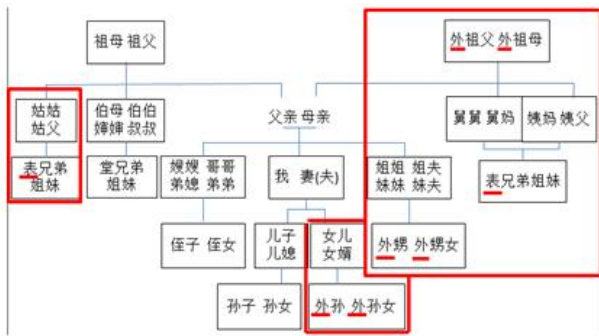 祖母 祖父
外祖父 外祖母
姑姑
姑父
伯母 伯伯
婶婶 叔叔
父亲 母亲
舅舅 舅妈
姨妈 姨父
表兄弟
姐妹
堂兄弟
姐妹
嫂嫂 哥哥
弟媳 弟弟
我 妻(夫)
姐姐 姐夫
妹妹 妹夫
表兄弟姐妹
侄子 侄女
儿子
儿媳
女儿
女婿
外甥 外甥女
孙子 孙女
外孙 外孙女